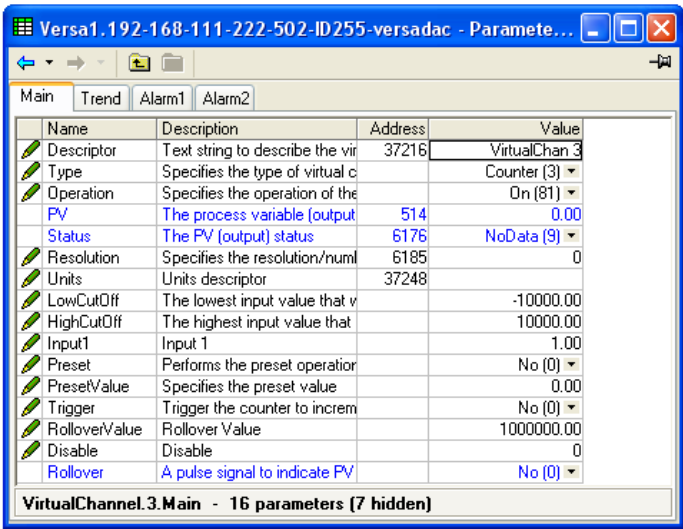 Versa1.192-168-111-222-502-ID255-versadac - Paramete...
Main Trend Alarm1 Alarm2
Name Description Address Value
Descriptor Text string to describe the vir 37216 VirtualChan 3
Type Specifies the type of virtual c Counter (3)
Operation Specifies the operation of the On (81)
PV The process variable (output 514 0.00
Status The PV (output) status 6176 NoData (9)
Resolution Specifies the resolution/numl 6185 0
Units Units descriptor 37248
LowCutOff The lowest input value that w -10000.00
HighCutOff The highest input value that 10000.00
Input1 Input 1 1.00
Preset Performs the preset operation No (0)
PresetValue Specifies the preset value 0.00
Trigger Trigger the counter to increm No (0)
RolloverValue Rollover Value 1000000.00
Disable Disable 0
Rollover A pulse signal to indicate PV No (0)
VirtualChannel.3.Main - 16 parameters (7 hidden)